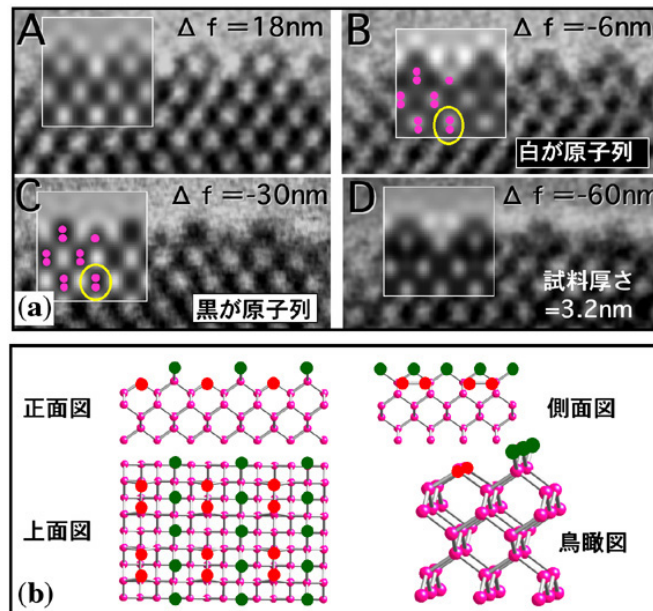 A
Δ f =18nm
B
Δ f =-6nm
白が原子列
C
Δ f =-30nm
(a)
黒が原子列
D
Δ f =-60nm
試料厚さ
=3.2nm
正面図
側面図
上面図
鳥瞰図
(b)